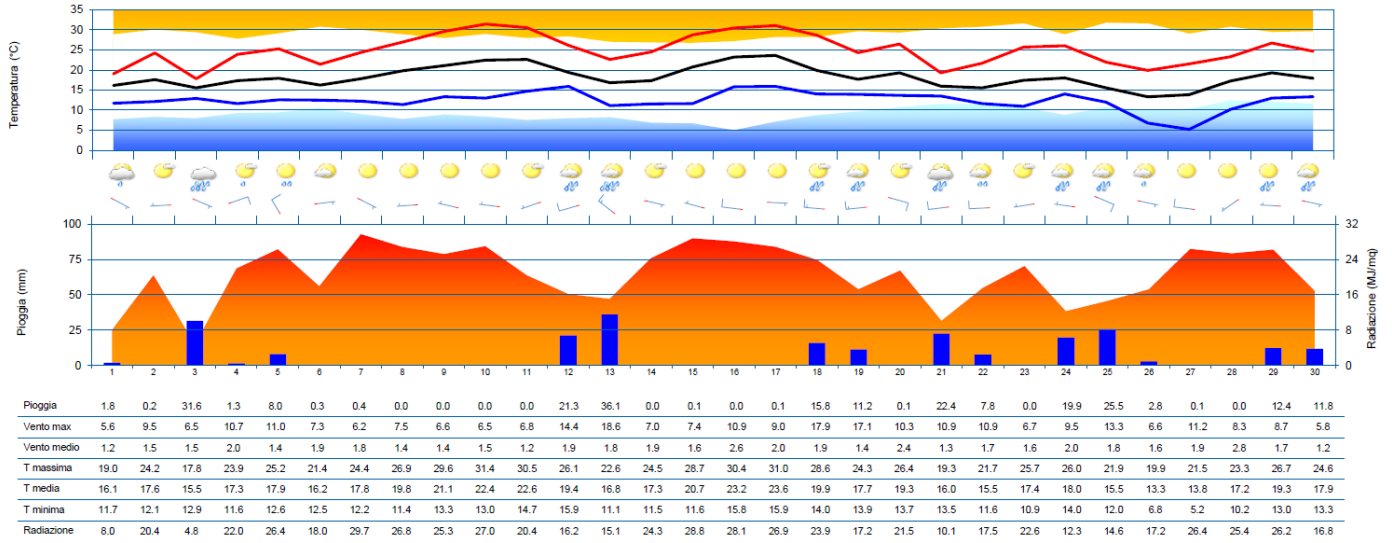 35
30
25
20
15
10
5
0
Temperatura (°C)
100
75
50
25
0
Pioggia (mm)
32
24
16
8
0
Radiazione (MJ/mq)
1 2 3 4 5 6 7 8 9 10 11 12 13 14 15 16 17 18 19 20 21 22 23 24 25 26 27 28 29 30
Pioggia 1.8 0.2 31.6 1.3 8.0 0.3 0.4 0.0 0.0 0.0 0.0 21.3 36.1 0.0 0.1 0.0 0.0 15.8 11.2 0.1 22.4 7.8 0.0 19.9 25.5 2.8 0.1 0.0 12.4 11.8
Vento max 5.6 9.5 6.5 10.7 11.0 7.3 6.2 7.5 6.6 6.5 6.8 14.4 18.6 7.0 7.4 10.9 9.0 17.9 17.1 10.3 10.9 10.9 6.7 9.5 13.3 6.6 11.2 8.3 8.7 5.8
Vento medio 1.2 1.5 1.5 2.0 1.4 1.9 1.8 1.4 1.4 1.5 1.2 1.9 1.8 1.9 1.6 2.6 2.0 1.9 1.4 2.4 1.3 1.7 1.6 2.0 1.8 1.6 1.9 2.8 1.7 1.2
T massima 19.0 24.2 17.8 23.9 25.2 21.4 24.4 26.9 29.6 31.4 30.5 26.1 22.6 24.5 28.7 30.4 31.0 28.6 24.3 26.4 19.3 21.7 25.7 26.0 21.9 19.9 21.5 23.3 26.7 24.6
T media 16.1 17.6 15.5 17.3 17.9 16.2 17.8 19.8 21.1 22.4 22.6 19.4 16.8 17.3 20.7 23.2 23.6 19.9 17.7 19.3 16.0 15.5 17.4 18.0 15.5 13.3 13.8 17.2 19.3 17.9
T minima 11.7 12.1 12.9 11.6 12.6 12.5 12.2 11.4 13.3 13.0 14.7 15.9 11.1 11.5 11.6 15.8 15.9 14.0 13.9 13.7 13.5 11.6 10.9 14.0 12.0 6.8 5.2 10.2 13.0 13.3
Radiazione 8.0 20.4 4.8 22.0 26.4 18.0 29.7 26.8 25.3 27.0 20.4 16.2 15.1 24.3 28.8 28.1 26.9 23.9 17.2 21.5 10.1 17.5 22.6 12.3 14.6 17.2 26.4 25.4 26.2 16.8